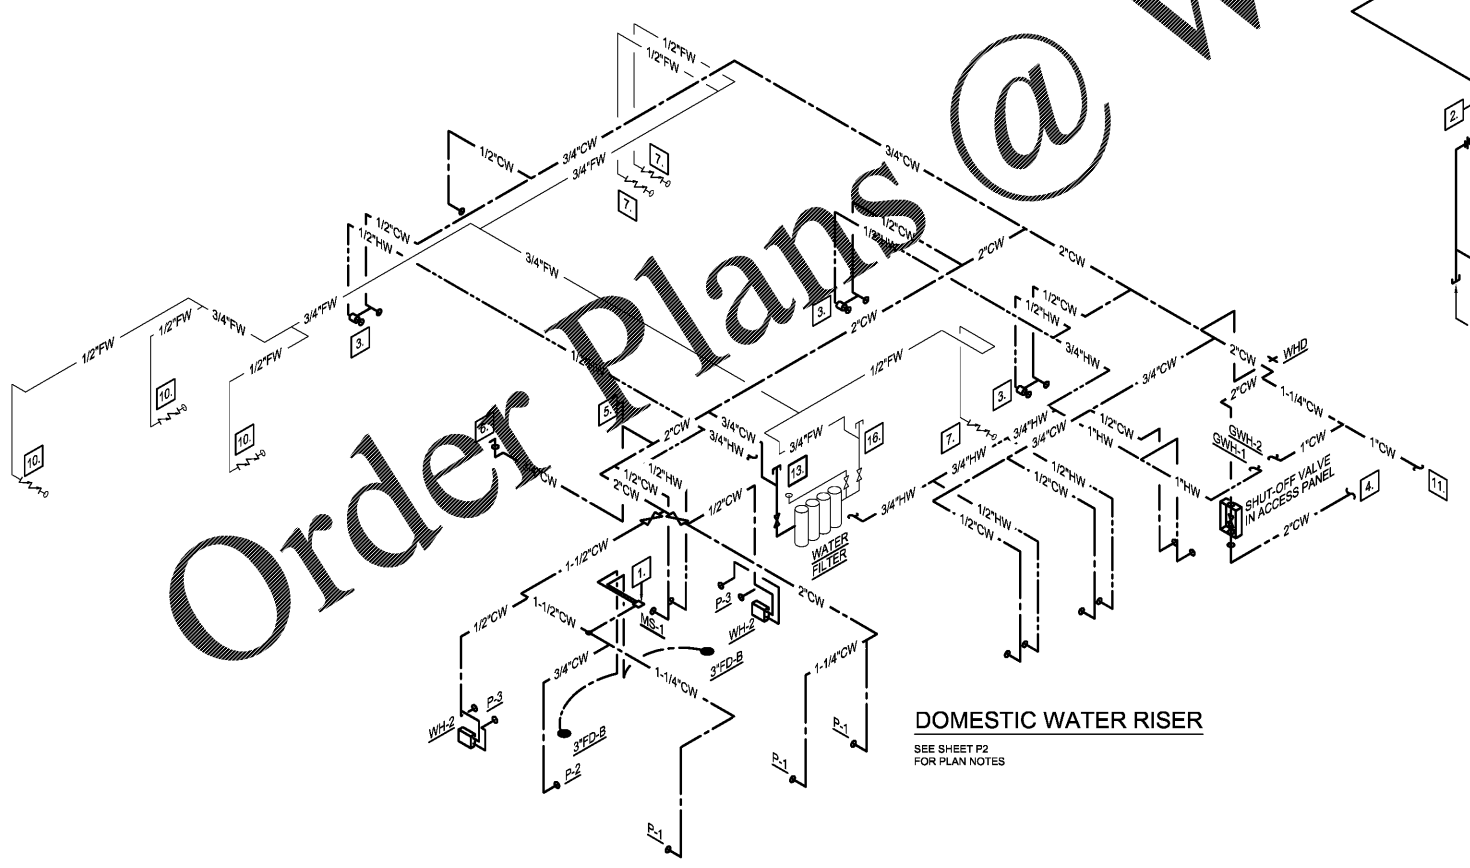 1/2"FW
1/2"FW
3/4"CW
3/4"FW
1/2"CW
7.
7.
3/4"CW
2.
1/2"CW
1/2"HW
1/2"CW
1/2"HW
2"CW
2"CW
3/4"FW
3/4"FW
1/2"FW
3/4"FW
1/2"FW
1/2"FW
3.
3.
2"CW
1/2"CW
1/2"HW
3/4"HW
3/4"CW
2"CW
WHD
2"CW
1-1/4"CW
1/2"FW
3.
10.
10.
10.
5.
6.
2"CW
3/4"CW
3/4"HW
3/4"FW
16.
7.
3/4"HW
3/4"CW
1/2"CW
1"HW
GWH-2
GWH-1
1"CW
1"CW
11.
4.
13.
1/2"HW
1/2"CW
2"CW
1/2"CW
3/4"HW
3/4"HW
1/2"HW
1/2"CW
1"HW
SHUT-OFF VALVE
IN ACCESS PANEL
2"CW
1/2"HW
1/2"CW
WATER
FILTER
1-1/2"CW
1.
1/2"CW
1-1/2"CW
MS-1
P-3
WH-2
2"CW
3/4"CW
1-1/4"CW
3"FD-B
1-1/4"CW
WH-2
P-3
3"FD-B
P-2
P-1
P-1
P-1
DOMESTIC WATER RISER
SEE SHEET P2
FOR PLAN NOTES
Order Plans @ W